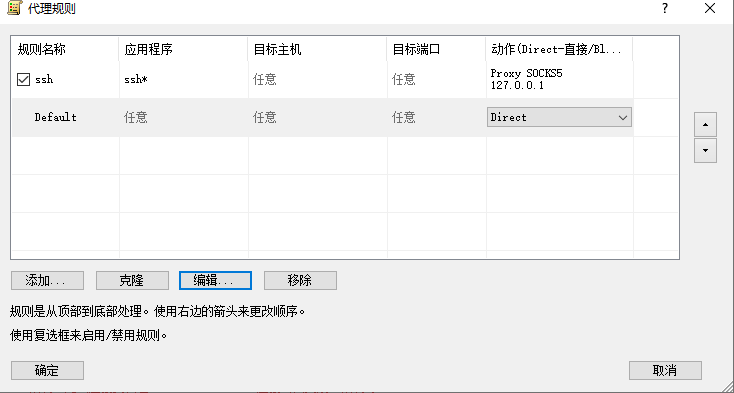 代理规则
规则名称 应用程序 目标主机 目标端口 动作(Direct-直接/Bl...
ssh ssh* 任意 任意 Proxy SOCKS5
127.0.0.1
Default 任意 任意 任意 Direct
添加... 克隆 编辑... 移除
规则是从顶部到底部处理。使用右边的箭头来更改顺序。
使用复选框来启用/禁用规则。
确定 取消